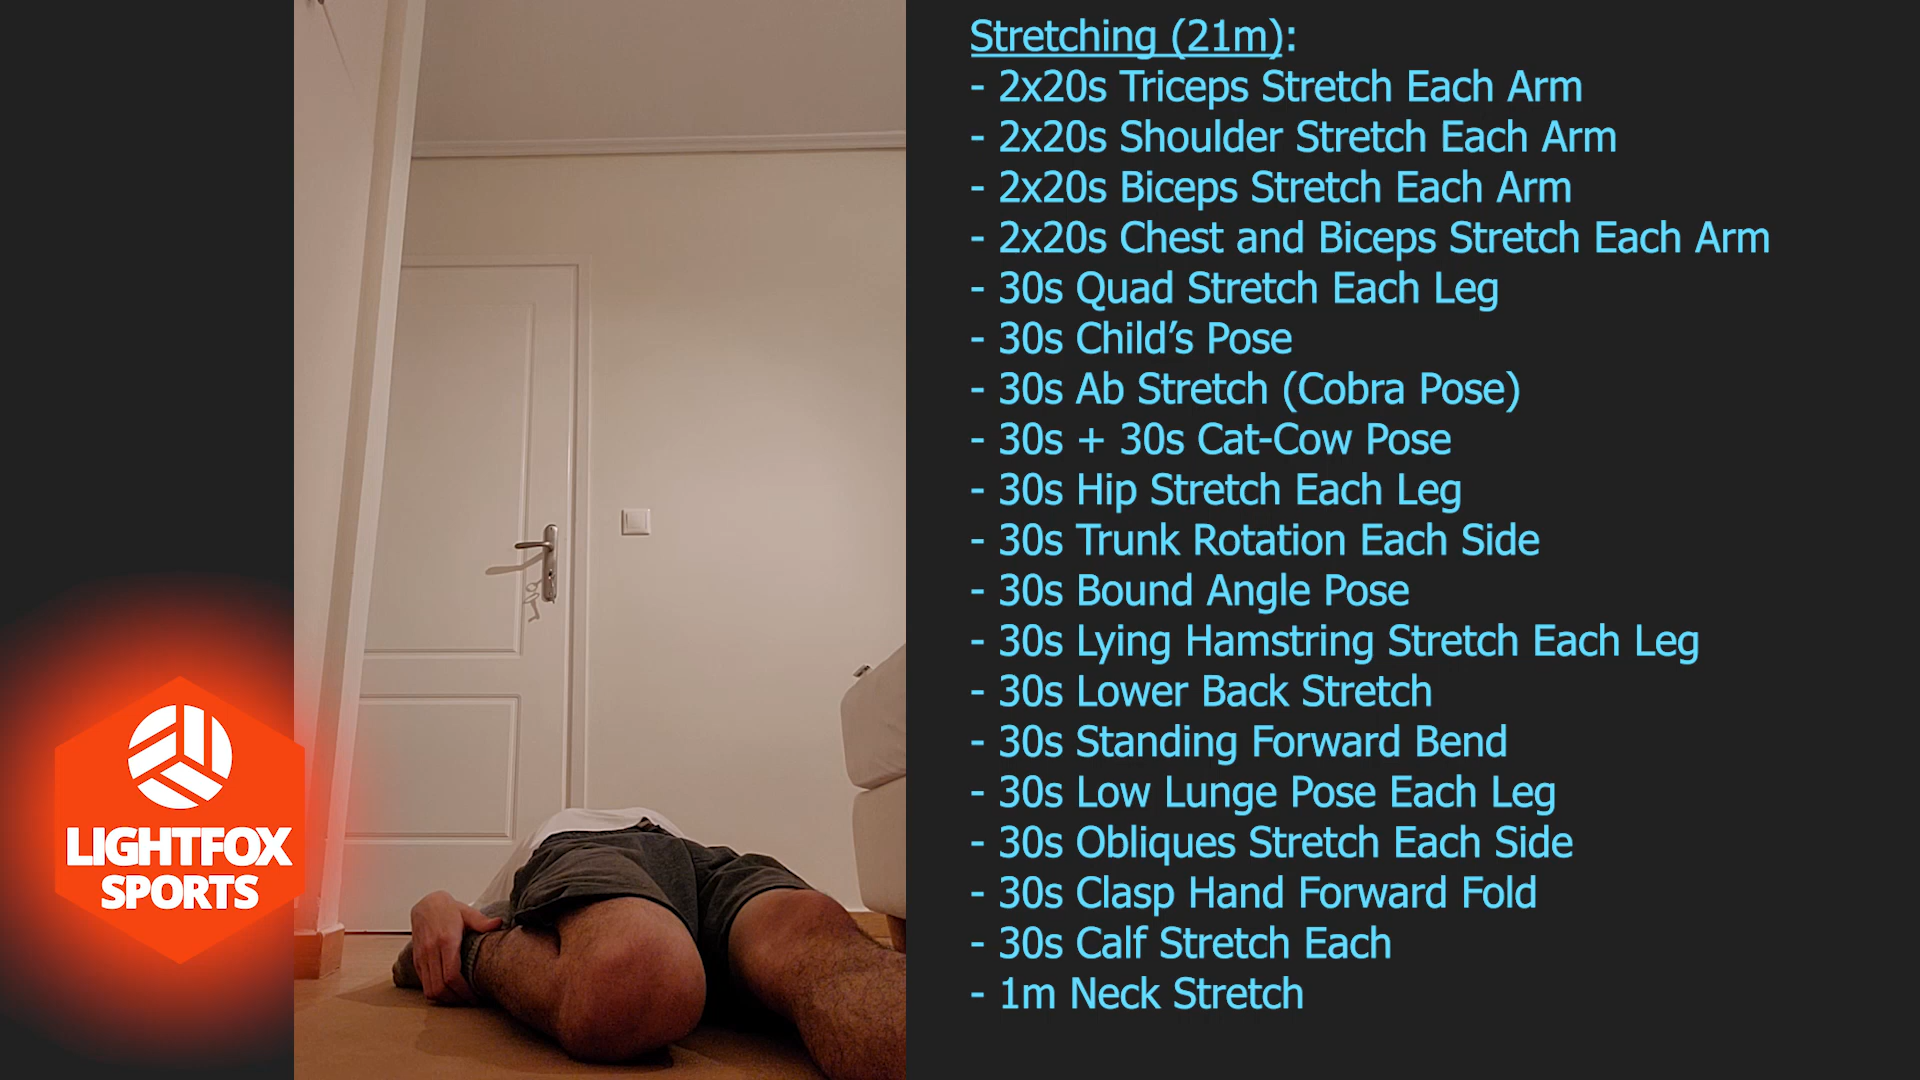 Stretching (21m):
- 2x20s Triceps Stretch Each Arm
- 2x20s Shoulder Stretch Each Arm
- 2x20s Biceps Stretch Each Arm
- 2x20s Chest and Biceps Stretch Each Arm
- 30s Quad Stretch Each Leg
- 30s Child’s Pose
- 30s Ab Stretch (Cobra Pose)
- 30s + 30s Cat-Cow Pose
- 30s Hip Stretch Each Leg
- 30s Trunk Rotation Each Side
- 30s Bound Angle Pose
- 30s Lying Hamstring Stretch Each Leg
- 30s Lower Back Stretch
- 30s Standing Forward Bend
- 30s Low Lunge Pose Each Leg
- 30s Obliques Stretch Each Side
- 30s Clasp Hand Forward Fold
- 30s Calf Stretch Each
- 1m Neck Stretch
LIGHTFOX
SPORTS